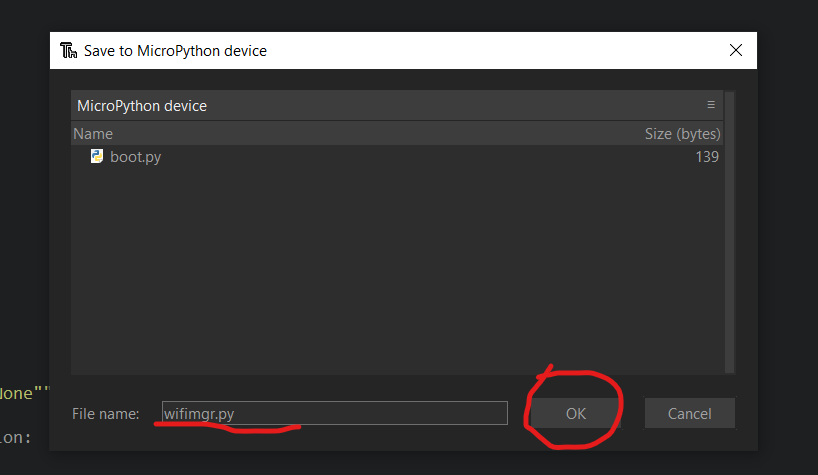 Save to MicroPython device
MicroPython device
Name Size (bytes)
boot.py 139
None""
File name: wifimgr.py OK Cancel
ion: